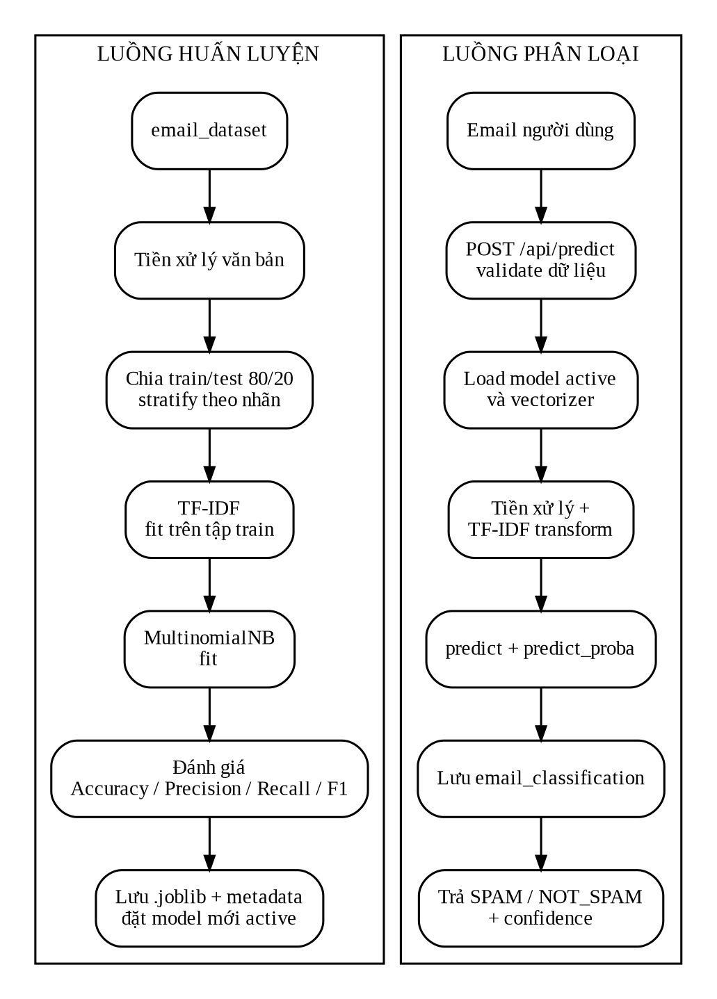 LUỒNG HUẤN LUYỆN
email_dataset
Tiền xử lý văn bản
Chia train/test 80/20
stratify theo nhãn
TF-IDF
fit trên tập train
MultinomialNB
fit
Đánh giá
Accuracy / Precision / Recall / F1
Lưu .joblib + metadata
đặt model mới active
LUỒNG PHÂN LOẠI
Email người dùng
POST /api/predict
validate dữ liệu
Load model active
và vectorizer
Tiền xử lý +
TF-IDF transform
predict + predict_proba
Lưu email_classification
Trả SPAM / NOT_SPAM
+ confidence